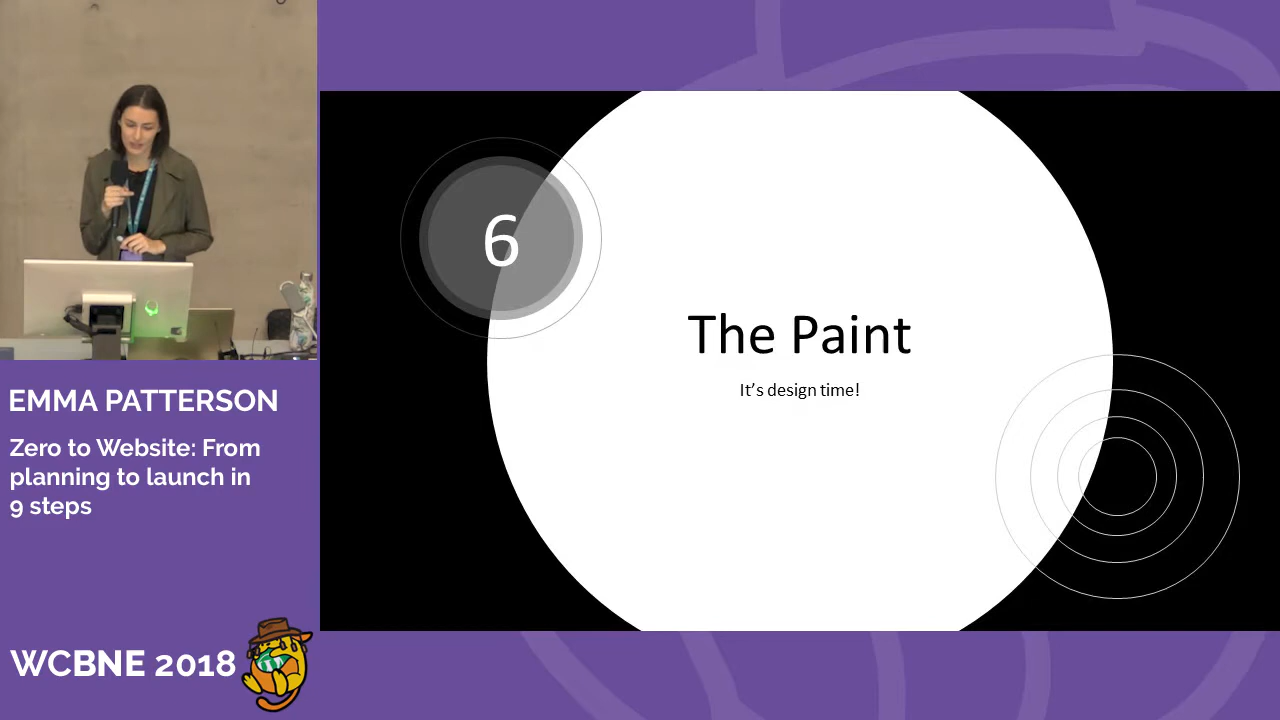 EMMA PATTERSON
Zero to Website: From
planning to launch in
9 steps
WCBNE 2018
6
The Paint
It's design time!